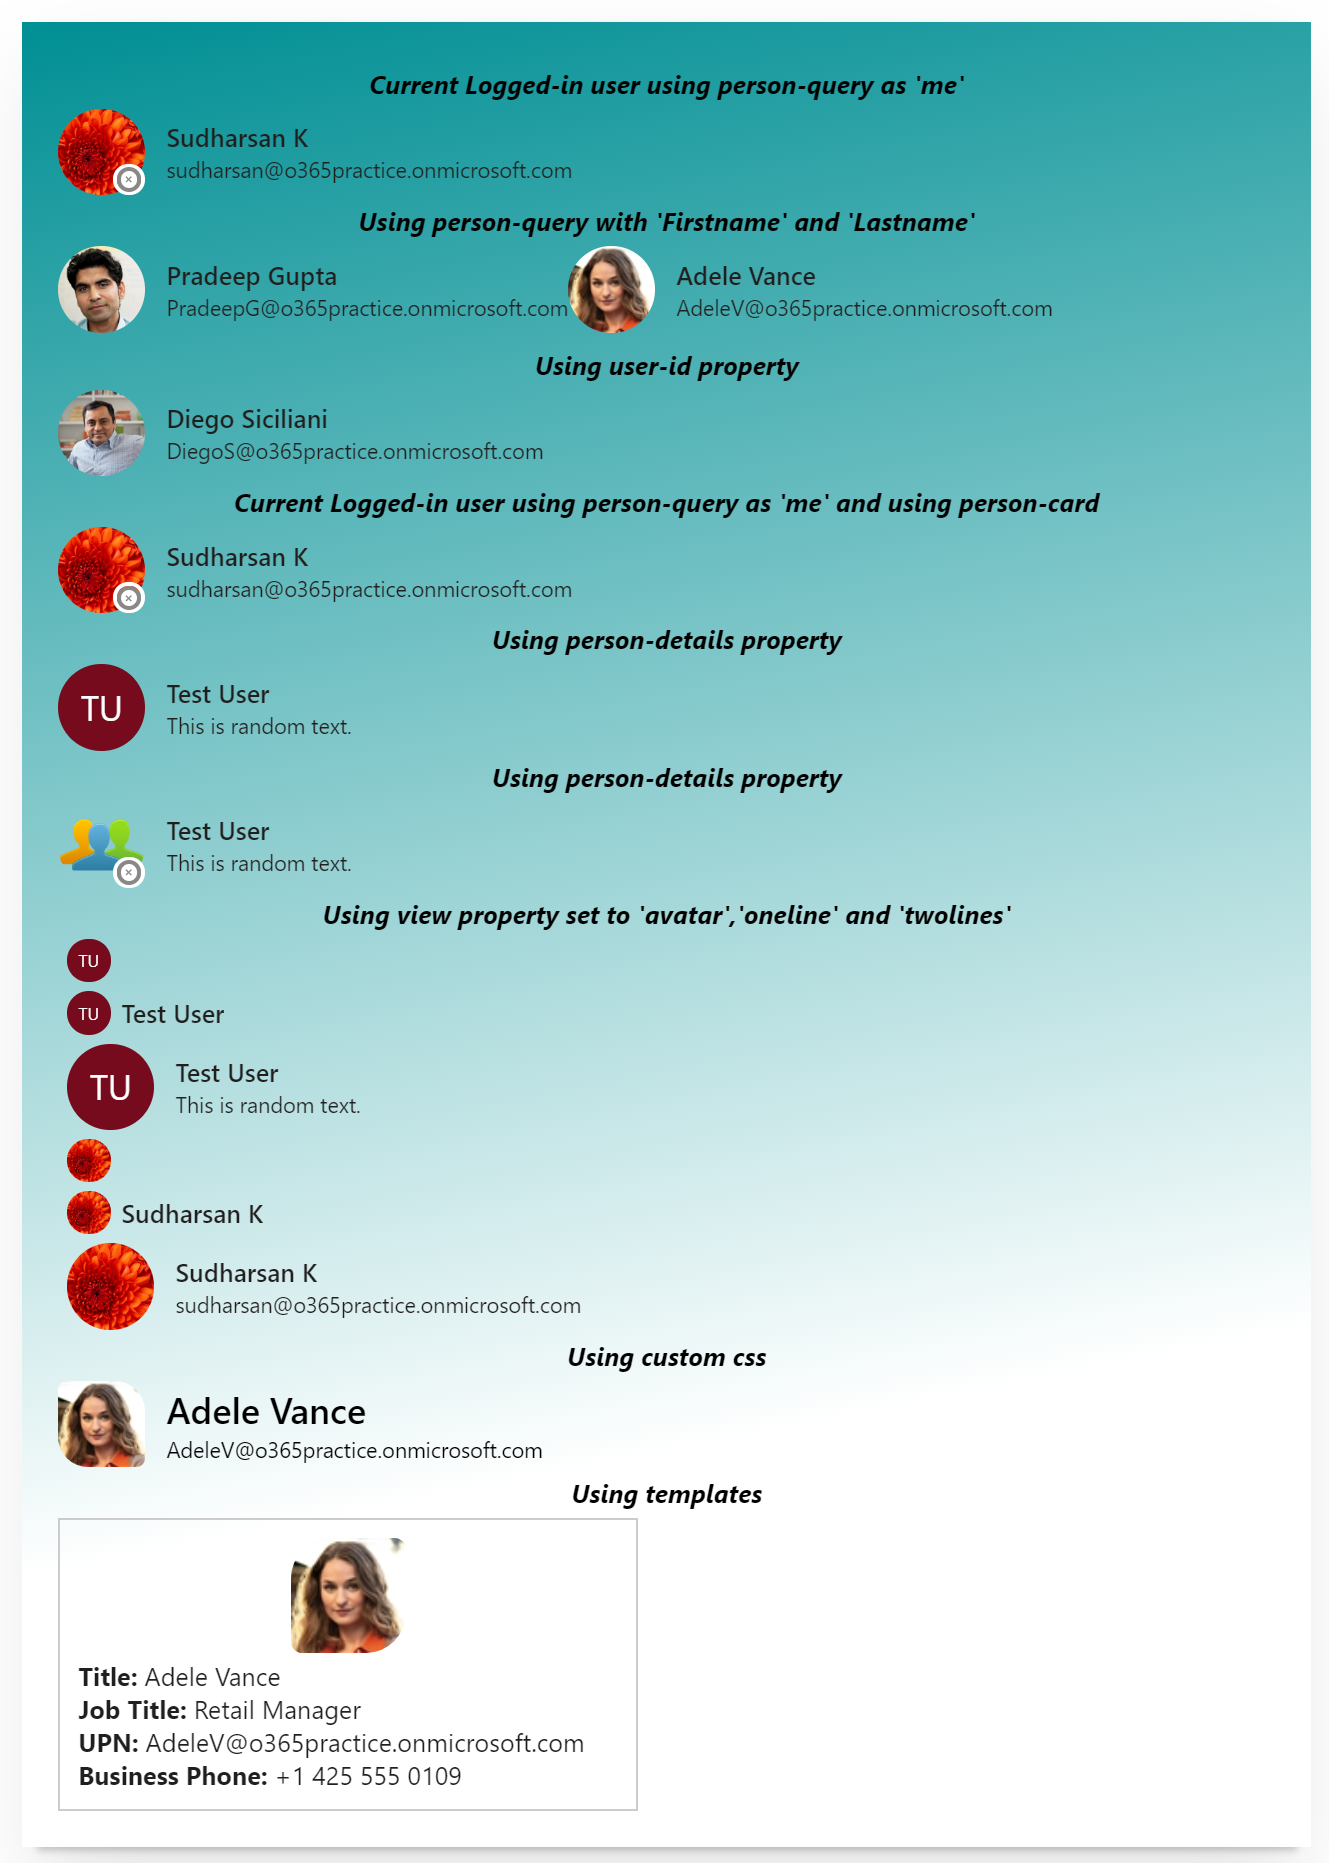 Current Logged-in user using person-query as 'me'
Sudharsan K
sudharsan@o365practice.onmicrosoft.com
Using person-query with 'Firstname' and 'Lastname'
Pradeep Gupta
PradeepG@o365practice.onmicrosoft.com
Adele Vance
AdeleV@o365practice.onmicrosoft.com
Using user-id property
Diego Siciliani
DiegoS@o365practice.onmicrosoft.com
Current Logged-in user using person-query as 'me' and using person-card
Sudharsan K
sudharsan@o365practice.onmicrosoft.com
Using person-details property
TU
Test User
This is random text.
Using person-details property
Test User
This is random text.
Using view property set to 'avatar','oneline' and 'twolines'
TU
TU Test User
TU
Test User
This is random text.
Sudharsan K
Sudharsan K
sudharsan@o365practice.onmicrosoft.com
Using custom css
Adele Vance
AdeleV@o365practice.onmicrosoft.com
Using templates
Title: Adele Vance
Job Title: Retail Manager
UPN: AdeleV@o365practice.onmicrosoft.com
Business Phone: +1 425 555 0109